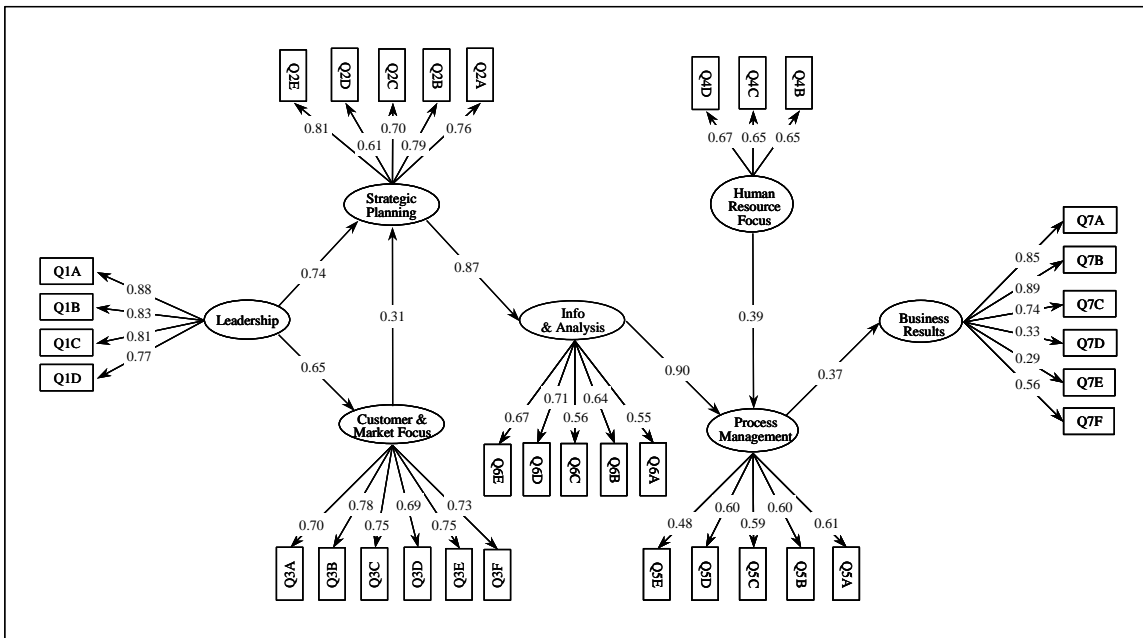 Q2E
Q2D
Q2C
Q2B
Q2A
0.81
0.61
0.70
0.79
0.76
Strategic
Planning
Q4D
Q4C
Q4B
0.67
0.65
0.65
Human
Resource
Focus
Q1A
Q1B
Q1C
Q1D
0.88
0.83
0.81
0.77
Leadership
0.74
0.65
0.31
0.87
Info
& Analysis
0.39
0.90
0.37
Business
Results
0.85
0.89
0.74
0.33
0.29
0.56
Q7A
Q7B
Q7C
Q7D
Q7E
Q7F
Customer &
Market Focus
0.70
0.78
0.75
0.69
0.75
0.73
Q3A
Q3B
Q3C
Q3D
Q3E
Q3F
0.67
0.71
0.56
0.64
0.55
Q6E
Q6D
Q6C
Q6B
Q6A
Process
Management
0.48
0.60
0.59
0.60
0.61
Q5E
Q5D
Q5C
Q5B
Q5A